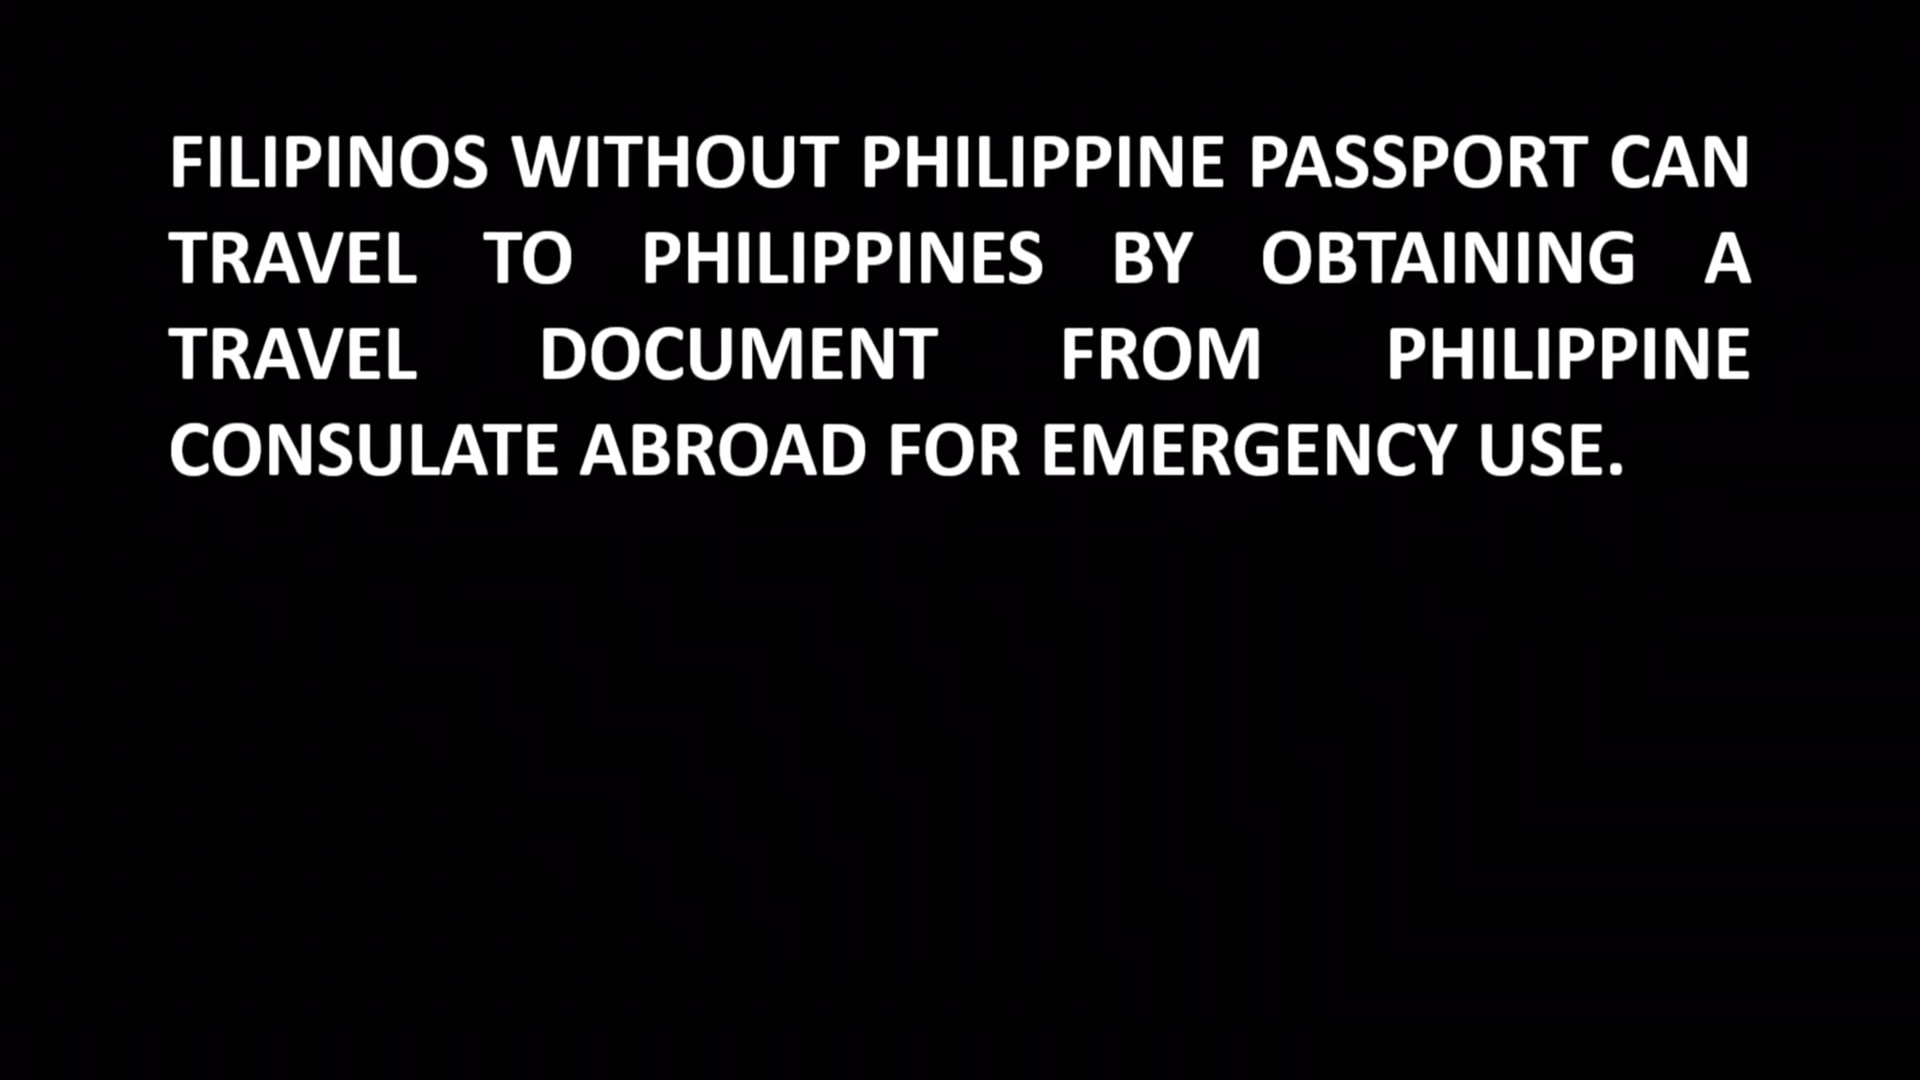 FILIPINOS WITHOUT PHILIPPINE PASSPORT CAN
TRAVEL TO PHILIPPINES BY OBTAINING A
TRAVEL DOCUMENT FROM PHILIPPINE
CONSULATE ABROAD FOR EMERGENCY USE.